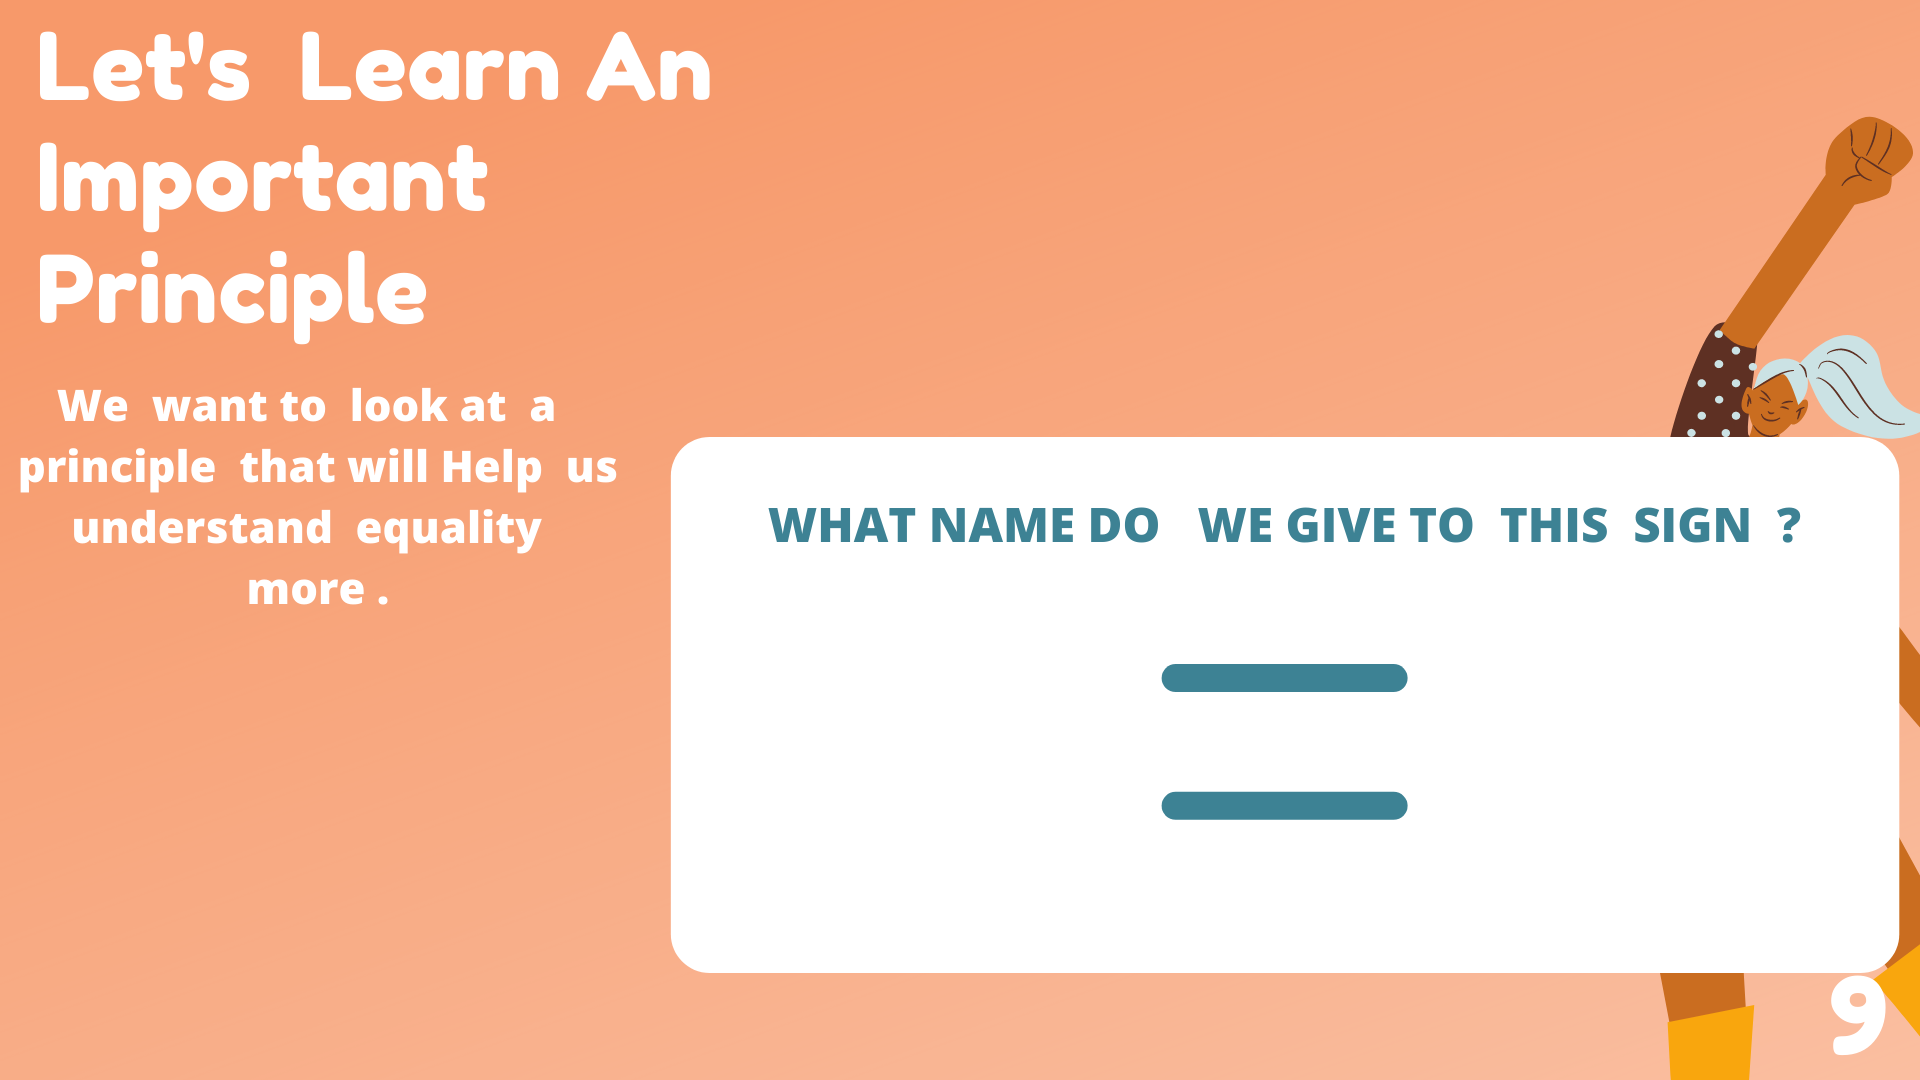 Let's Learn An
Important
Principle
We want to look at a
principle that will Help us
understand equality
more .
WHAT NAME DO WE GIVE TO THIS SIGN ?
=
9